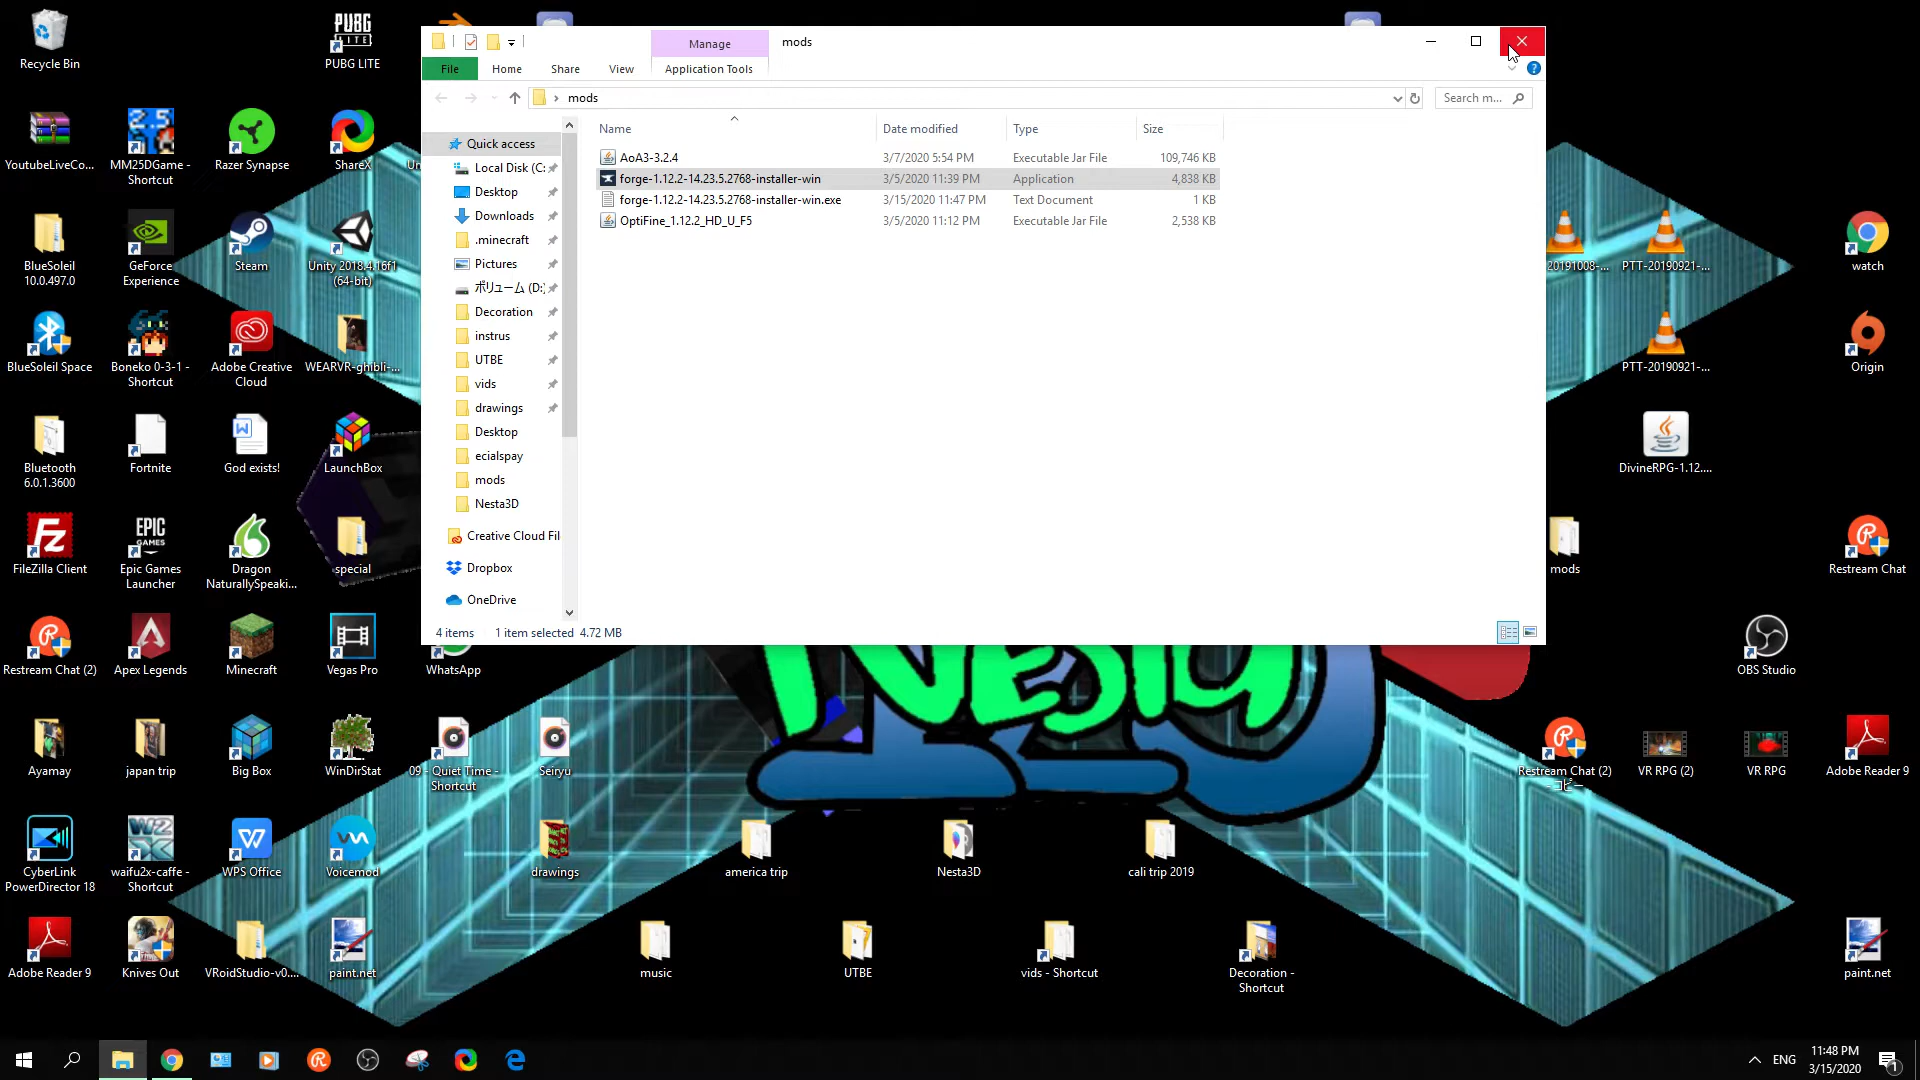 Manage
mods
File
Home
Share
View
Application Tools
mods
Search m...
Name
Date modified
Type
Size
AoA3-3.2.4
3/7/2020 5:54 PM
Executable Jar File
109,746 KB
forge-1.12.2-14.23.5.2768-installer-win
3/5/2020 11:39 PM
Application
4,838 KB
forge-1.12.2-14.23.5.2768-installer-win.exe
3/15/2020 11:47 PM
Text Document
1 KB
OptiFine_1.12.2_HD_U_F5
3/5/2020 11:12 PM
Executable Jar File
2,538 KB
Quick access
Local Disk (C:
Desktop
Downloads
.minecraft
Pictures
ボリューム (D:)
Decoration
instrus
UTBE
vids
drawings
Desktop
ecialspay
mods
Nesta3D
Creative Cloud Fil
Dropbox
OneDrive
4 items
1 item selected 4.72 MB
Recycle Bin
PUBG LITE
YoutubeLiveCo...
MM25DGame -
Shortcut
Razer Synapse
ShareX
BlueSoleil
10.0.497.0
GeForce
Experience
Steam
Unity 2018.4.16f1
(64-bit)
20191008-...
PTT-20190921-...
watch
BlueSoleil Space
Boneko 0-3-1 -
Shortcut
Adobe Creative
Cloud
WEARVR-ghibli-...
PTT-20190921-...
Origin
Bluetooth
6.0.1.3600
Fortnite
God exists!
LaunchBox
DivineRPG-1.12....
FileZilla Client
Epic Games
Launcher
Dragon
NaturallySpeaki...
special
mods
Restream Chat
Restream Chat (2)
Apex Legends
Minecraft
Vegas Pro
WhatsApp
OBS Studio
Ayamay
japan trip
Big Box
WinDirStat
09 - Quiet Time -
Shortcut
Seiryu
Restream Chat (2)
- コピー
VR RPG (2)
VR RPG
Adobe Reader 9
CyberLink
PowerDirector 18
waifu2x-caffe -
Shortcut
WPS Office
Voicemod
drawings
america trip
Nesta3D
cali trip 2019
Adobe Reader 9
Knives Out
VRoidStudio-v0....
paint.net
music
UTBE
vids - Shortcut
Decoration -
Shortcut
paint.net
ENG
11:48 PM
3/15/2020
1